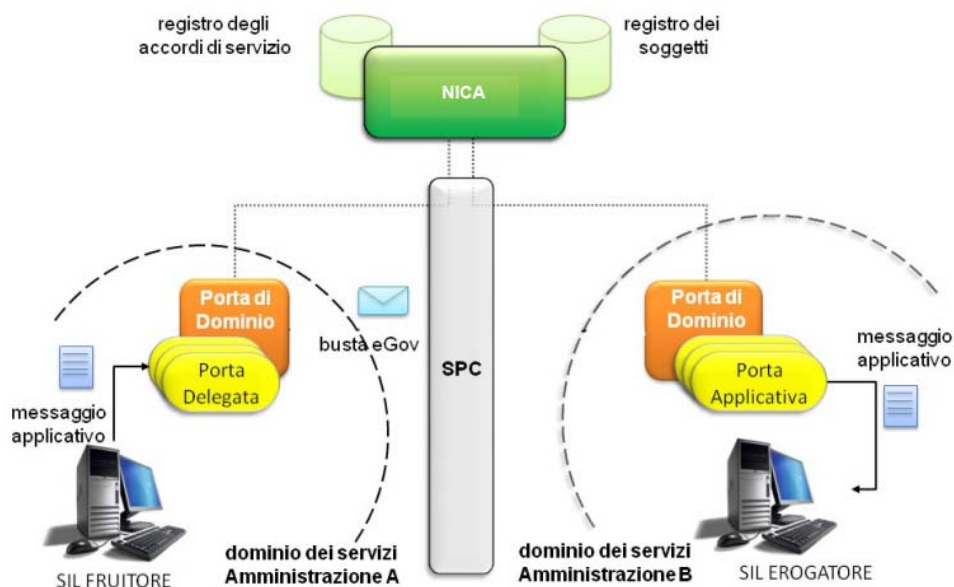 registro degli
accordi di servizio
registro dei
soggetti
NICA
Porta di
Dominio
Porta
Delegata
messaggio
applicativo
SIL FRUITORE
busta eGov
SPC
dominio dei servizi
Amministrazione A
Porta di
Dominio
Porta
Applicativa
messaggio
applicativo
dominio dei servizi
Amministrazione B
SIL EROGATORE